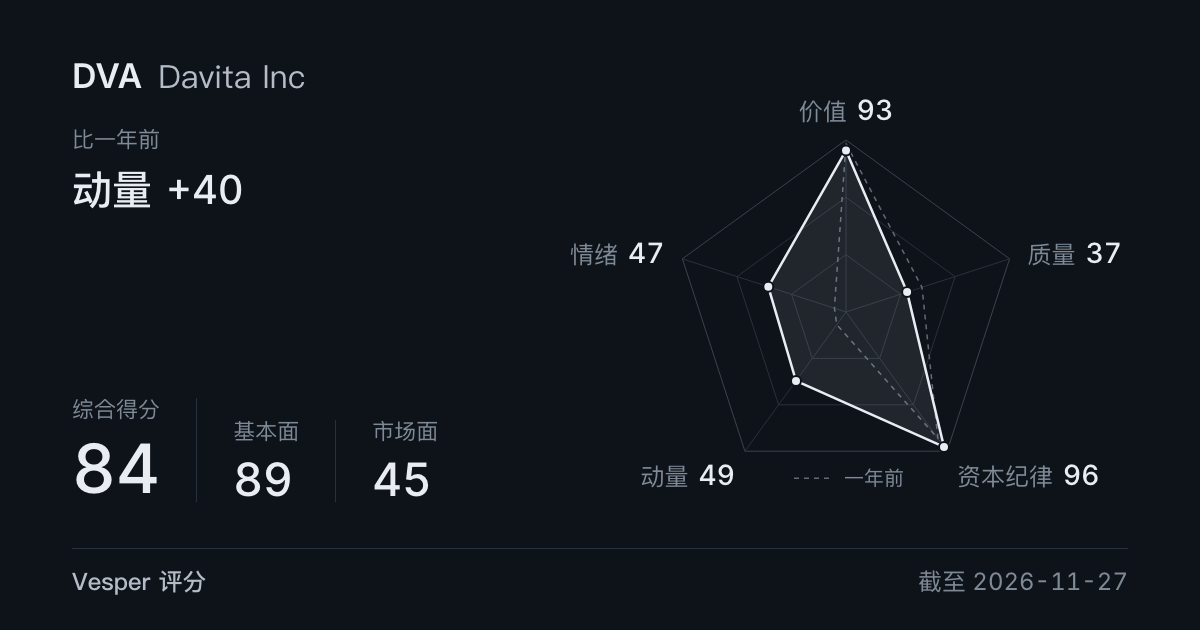 DVA Davita Inc
比一年前
动量 +40
价值 93
情绪 47
质量 37
动量 49
一年前
资本纪律 96
综合得分
84
基本面
89
市场面
45
Vesper 评分
截至 2026-11-27